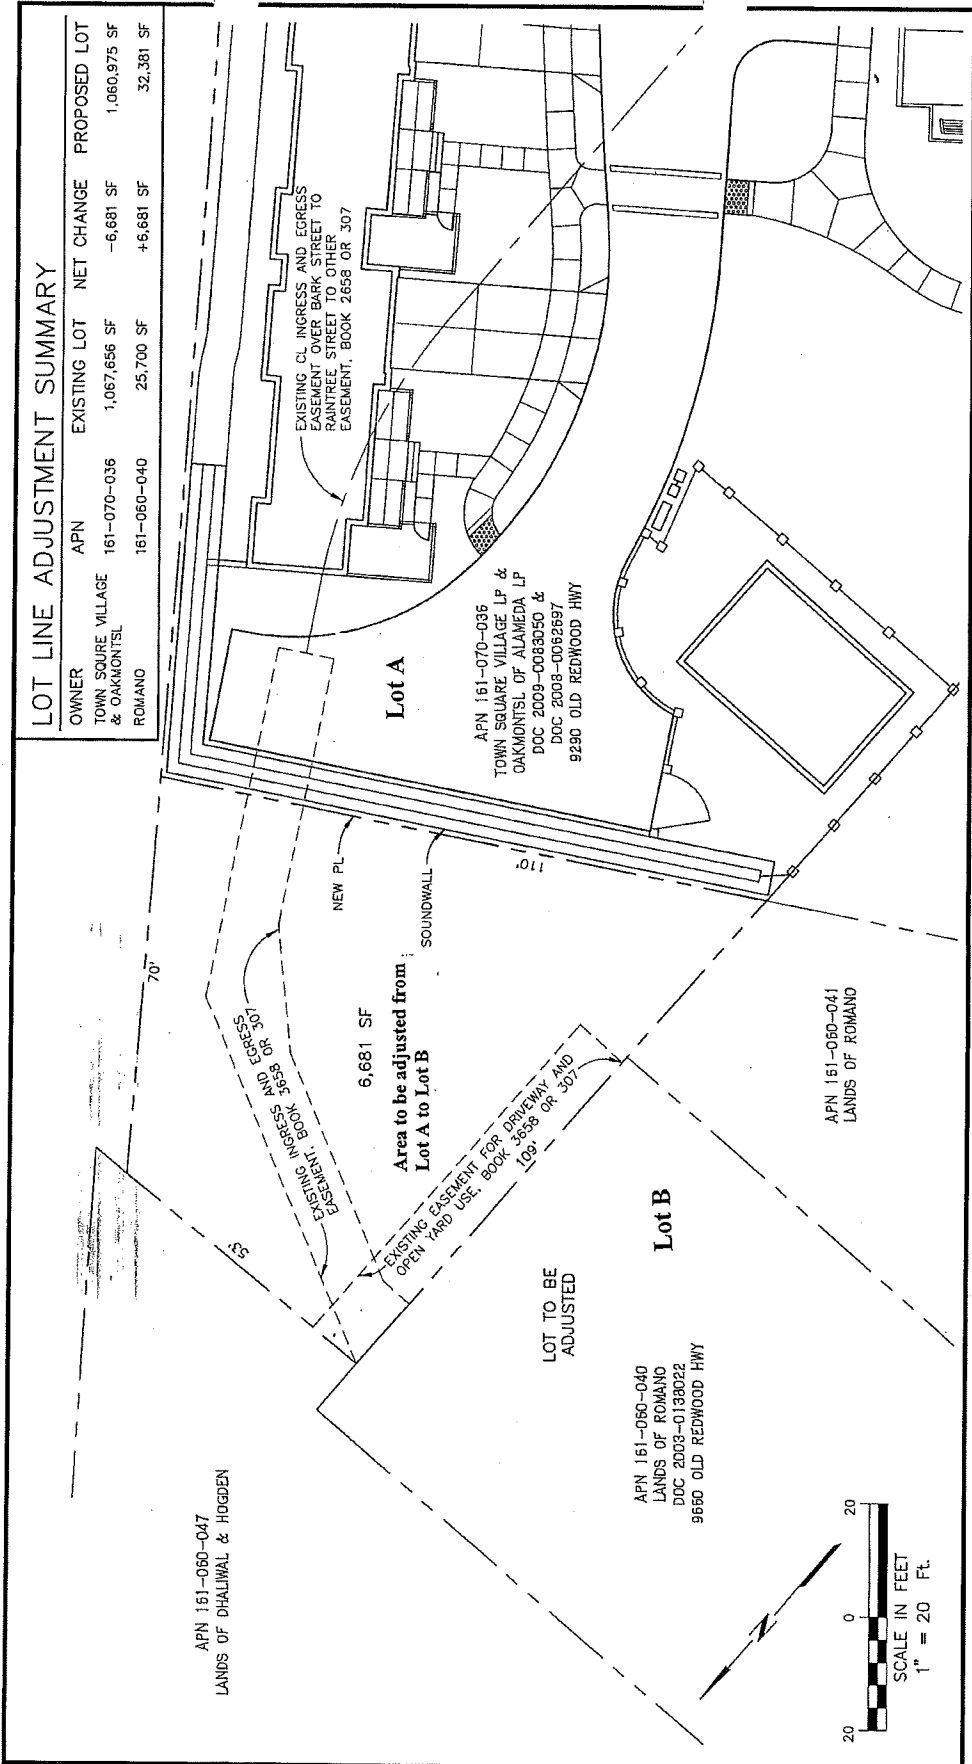 LOT LINE ADJUSTMENT SUMMARY
OWNER APN EXISTING LOT NET CHANGE PROPOSED LOT
TOWN SQURE VILLAGE
& OAKMONTSL 161-070-036 1,067,656 SF -6,681 SF 1,060,975 SF
ROMANO 161-060-040 25,700 SF +6,681 SF 32,381 SF
EXISTING CL INGRESS AND EGRESS
EASEMENT OVER BARK STREET TO
RAINTREE STREET TO OTHER
EASEMENT, BOOK 2658 OR 307
Lot A
APN 161-070-036
TOWN SQUARE VILLAGE LP &
OAKMONTSL OF ALAMEDA LP
DOC 2009-0083050 &
DOC 2008-0062697
9290 OLD REDWOOD HWY
NEW PL
SOUNDWALL
110'
70'
53'
EXISTING INGRESS AND EGRESS
EASEMENT, BOOK 3658 OR 307
6,681 SF
Area to be adjusted from
Lot A to Lot B
EXISTING EASEMENT FOR DRIVEWAY AND
OPEN YARD USE, BOOK 3658 OR 307
109'
APN 161-060-041
LANDS OF ROMANO
Lot B
LOT TO BE
ADJUSTED
APN 161-060-040
LANDS OF ROMANO
DOC 2003-0138022
9660 OLD REDWOOD HWY
APN 161-060-047
LANDS OF DHALIWAL & HOGDEN
N
20 0 20
SCALE IN FEET
1" = 20 Ft.